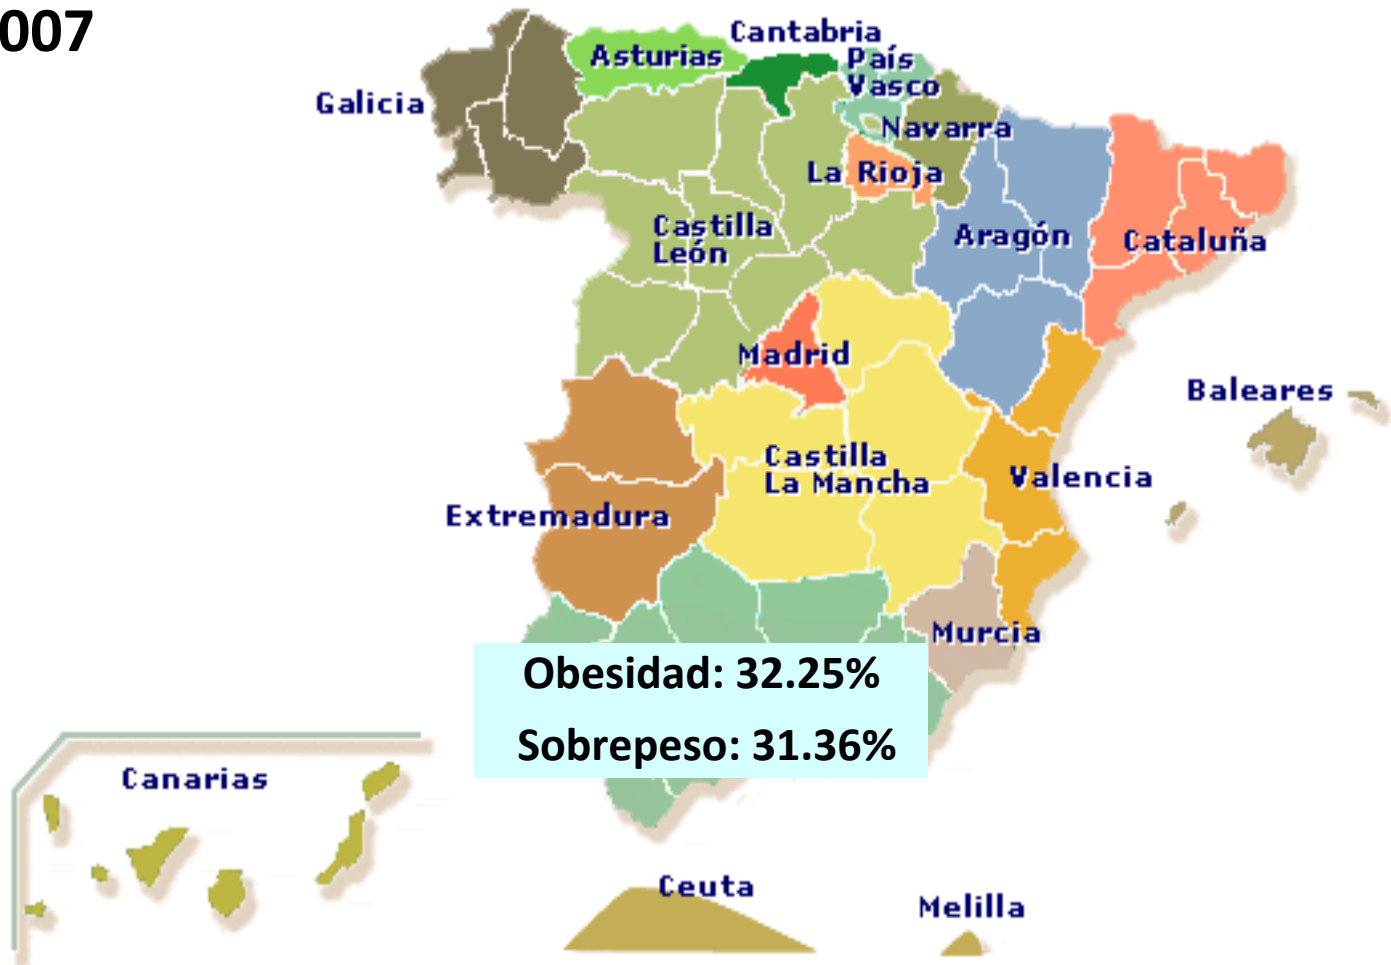 007
Cantabria
Asturias
País
Vasco
Galicia
Navarra
La Rioja
Castilla
León
Aragón
Cataluña
Madrid
Baleares
Castilla
La Mancha
Valencia
Extremadura
Murcia
Obesidad: 32.25%
Sobrepeso: 31.36%
Canarias
Ceuta
Melilla